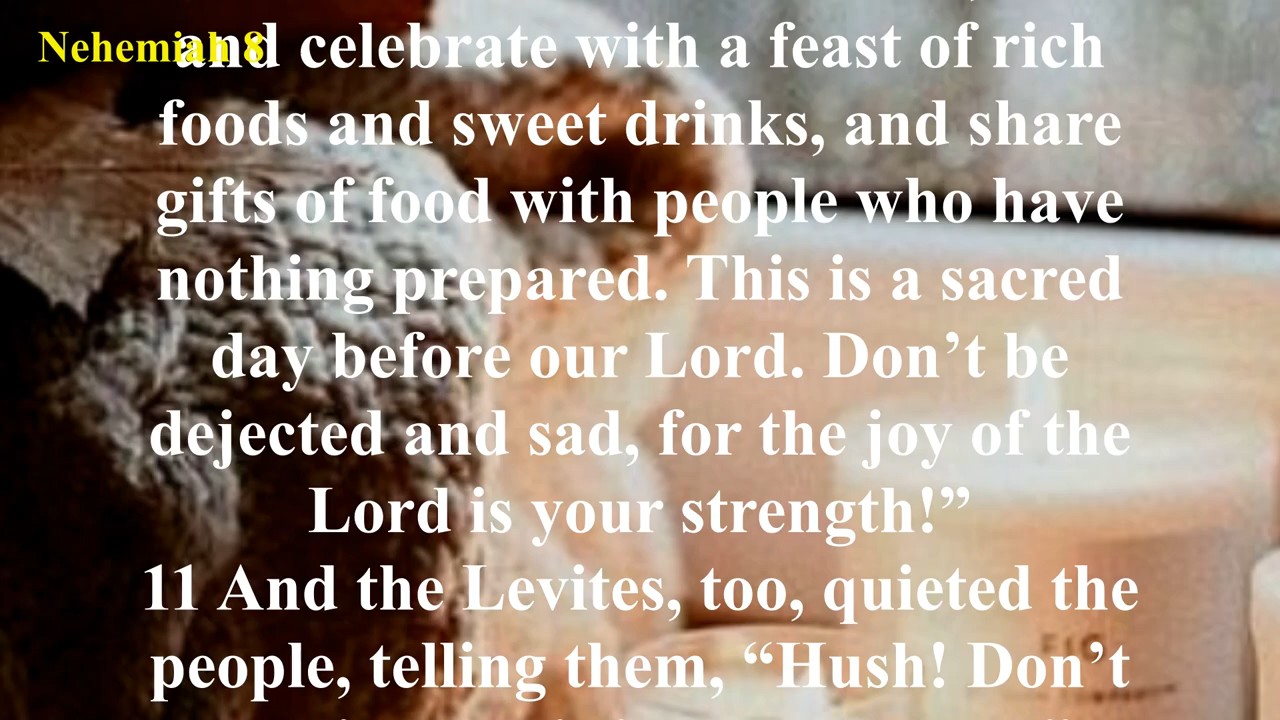 Nehemiah 8
and celebrate with a feast of rich
foods and sweet drinks, and share
gifts of food with people who have
nothing prepared. This is a sacred
day before our Lord. Don’t be
dejected and sad, for the joy of the
Lord is your strength!”
11 And the Levites, too, quieted the
people, telling them, “Hush! Don’t